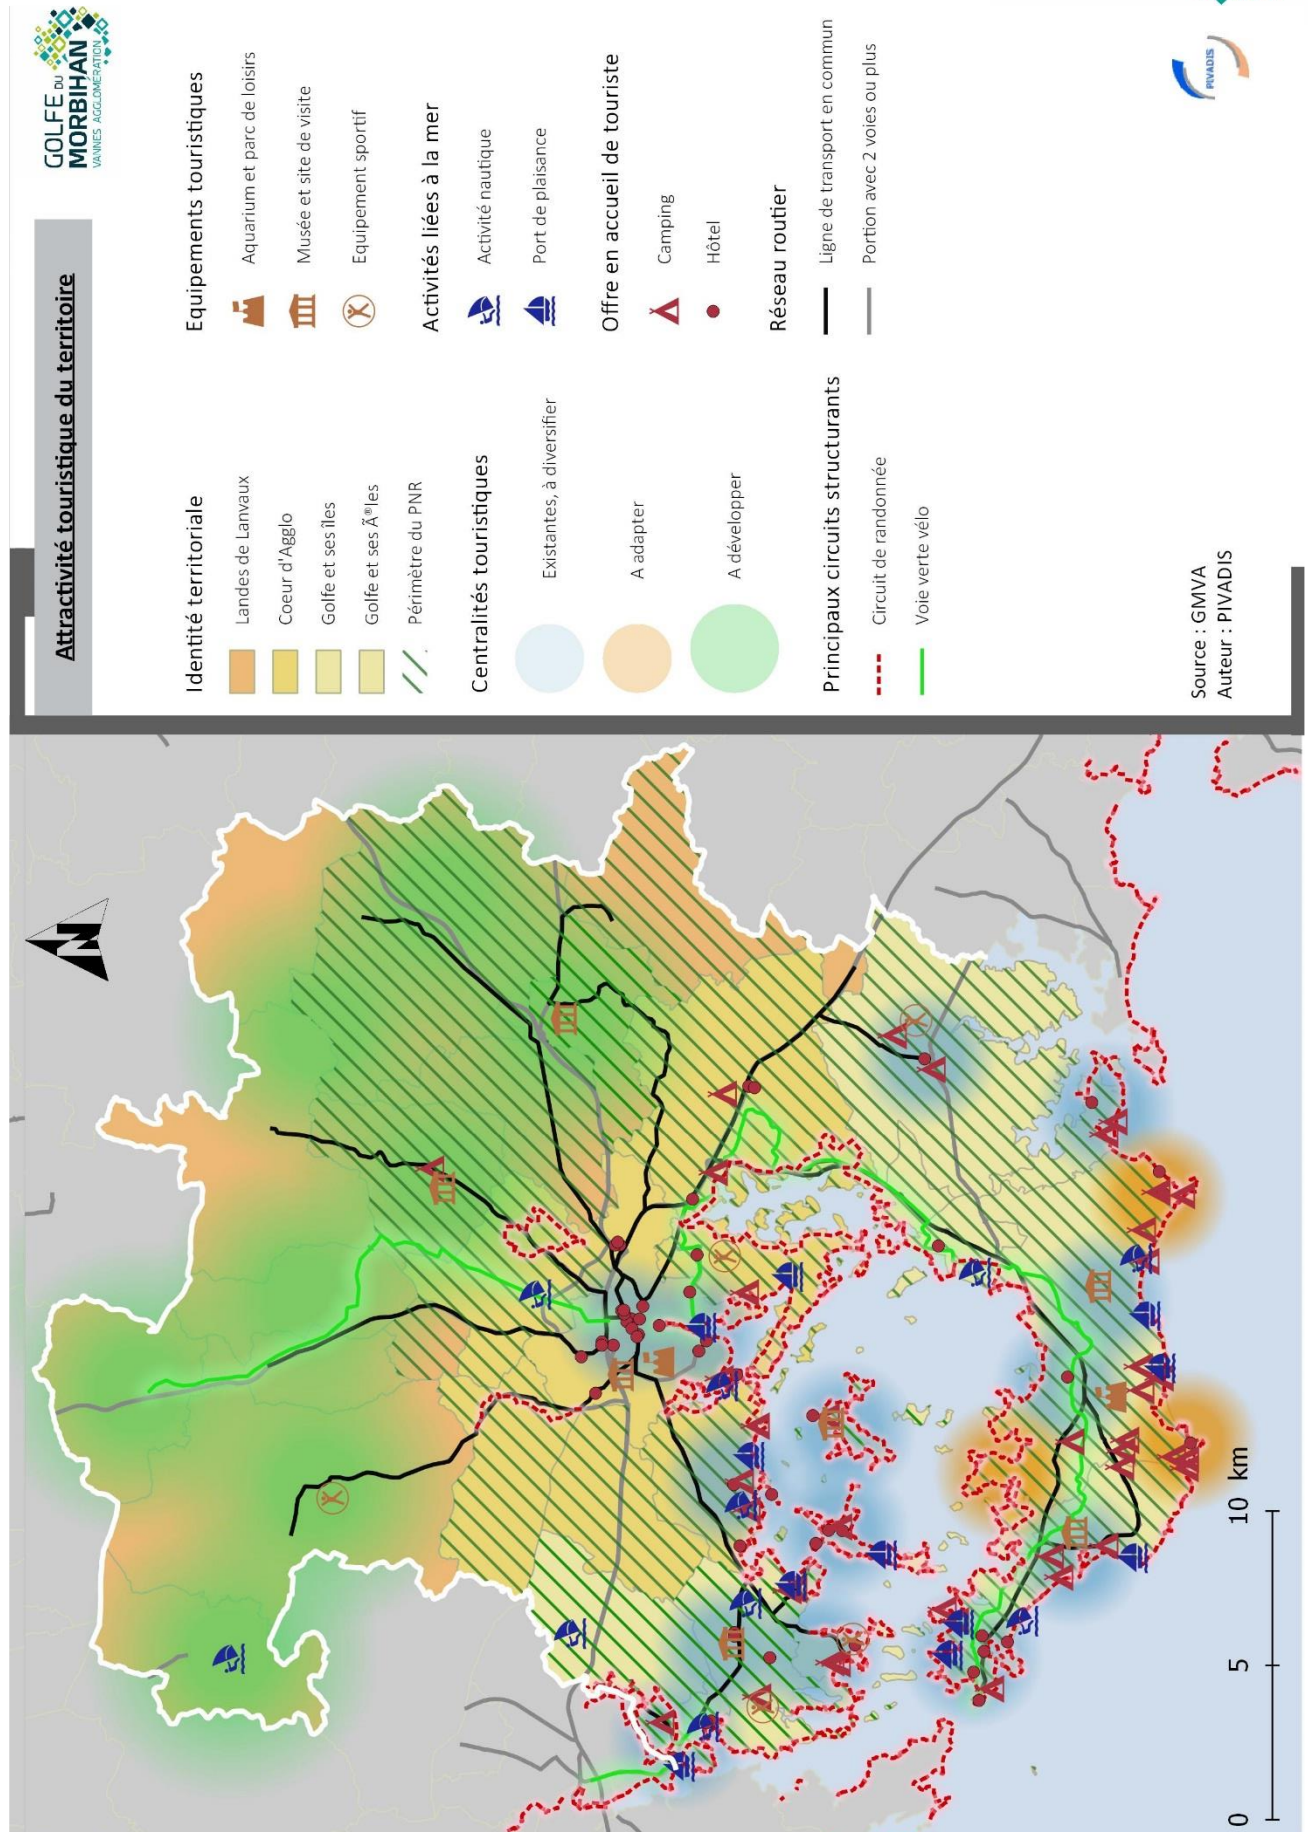 GOLFE DU
MORBIHAN
VANNES AGGLOMÉRATION
Attractivité touristique du territoire
Identité territoriale
Landes de Lanvaux
Coeur d'Agglo
Golfe et ses îles
Golfe et ses Ã®les
Périmètre du PNR
Centralités touristiques
Existantes, à diversifier
A adapter
A développer
Principaux circuits structurants
Circuit de randonnée
Voie verte vélo
Equipements touristiques
Aquarium et parc de loisirs
Musée et site de visite
Equipement sportif
Activités liées à la mer
Activité nautique
Port de plaisance
Offre en accueil de touriste
Camping
Hôtel
Réseau routier
Ligne de transport en commun
Portion avec 2 voies ou plus
Source : GMVA
Auteur : PIVADIS
PIVADIS
N
0 5 10 km